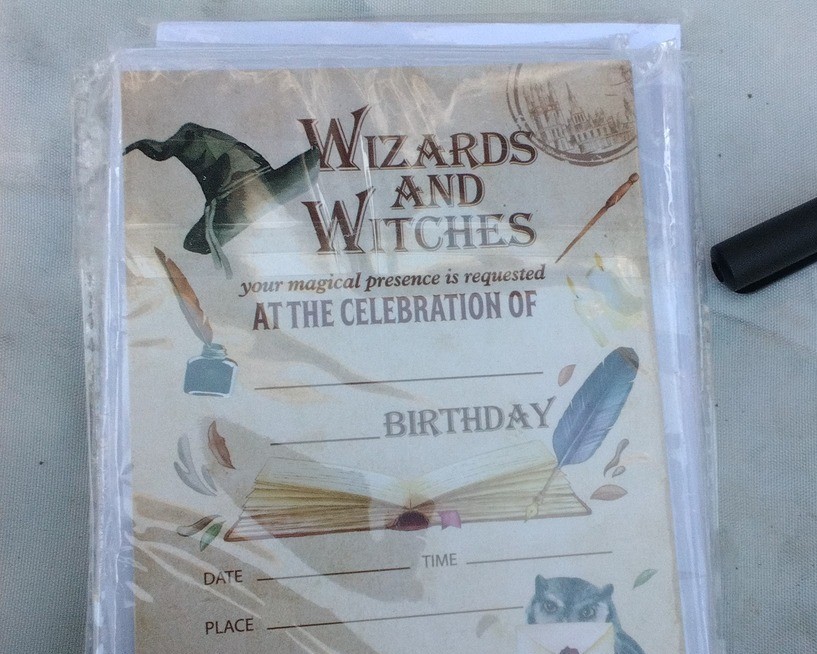 WIZARDS
AND
WITCHES
your magical presence is requested
AT THE CELEBRATION OF
BIRTHDAY
DATE TIME
PLACE